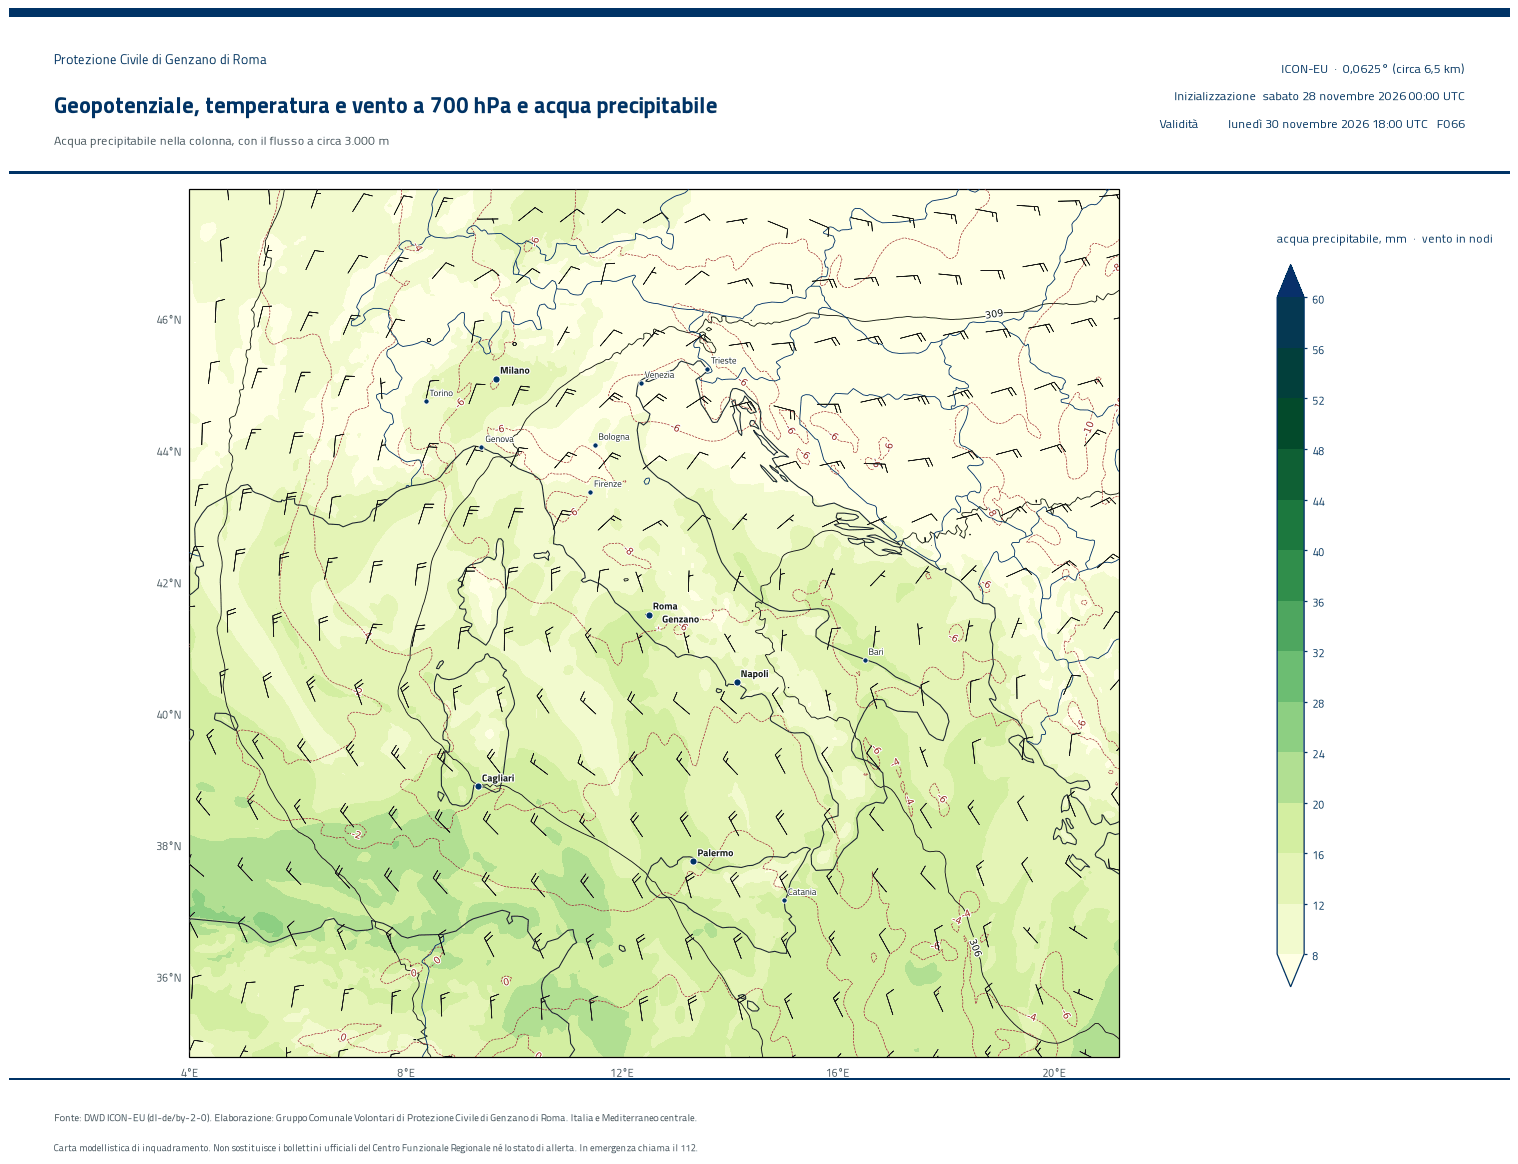 Protezione Civile di Genzano di Roma
Geopotenziale, temperatura e vento a 700 hPa e acqua precipitabile
Acqua precipitabile nella colonna, con il flusso a circa 3.000 m
ICON-EU · 0,0625° (circa 6,5 km)
Inizializzazione sabato 28 novembre 2026 00:00 UTC
Validità lunedì 30 novembre 2026 18:00 UTC F066
acqua precipitabile, mm · vento in nodi
60
56
52
48
44
40
36
32
28
24
20
16
12
8
46°N
44°N
42°N
40°N
38°N
36°N
4°E
8°E
12°E
16°E
20°E
309
306
Milano
Torino
Venezia
Trieste
Genova
Bologna
Firenze
Roma
Genzano
Napoli
Bari
Cagliari
Palermo
Catania
Fonte: DWD ICON-EU (dl-de/by-2-0). Elaborazione: Gruppo Comunale Volontari di Protezione Civile di Genzano di Roma. Italia e Mediterraneo centrale.
Carta modellistica di inquadramento. Non sostituisce i bollettini ufficiali del Centro Funzionale Regionale né lo stato di allerta. In emergenza chiama il 112.